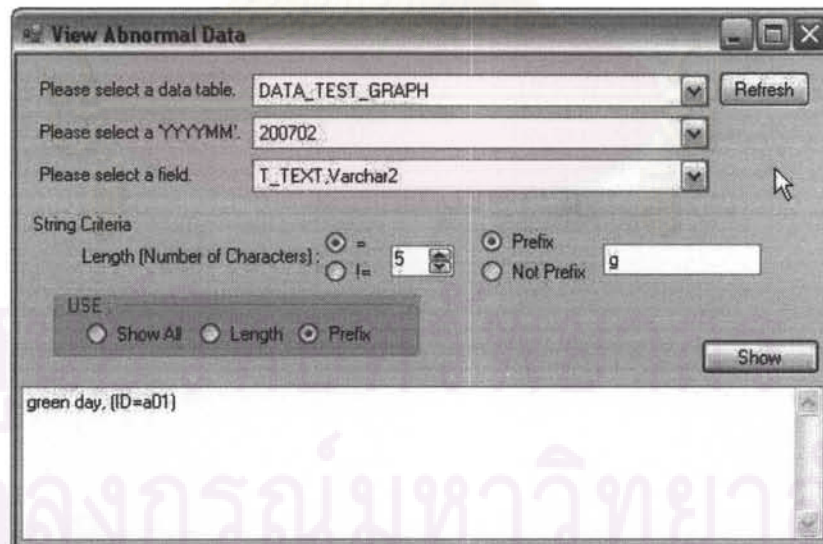 View Abnormal Data
Please select a data table. DATA_TEST_GRAPH Refresh
Please select a 'YYYYMM'. 200702
Please select a field. T_TEXT,Varchar2
String Criteria
Length (Number of Characters) : = != 5 Prefix Not Prefix g
USE
Show All Length Prefix
Show
green day, (ID=a01)